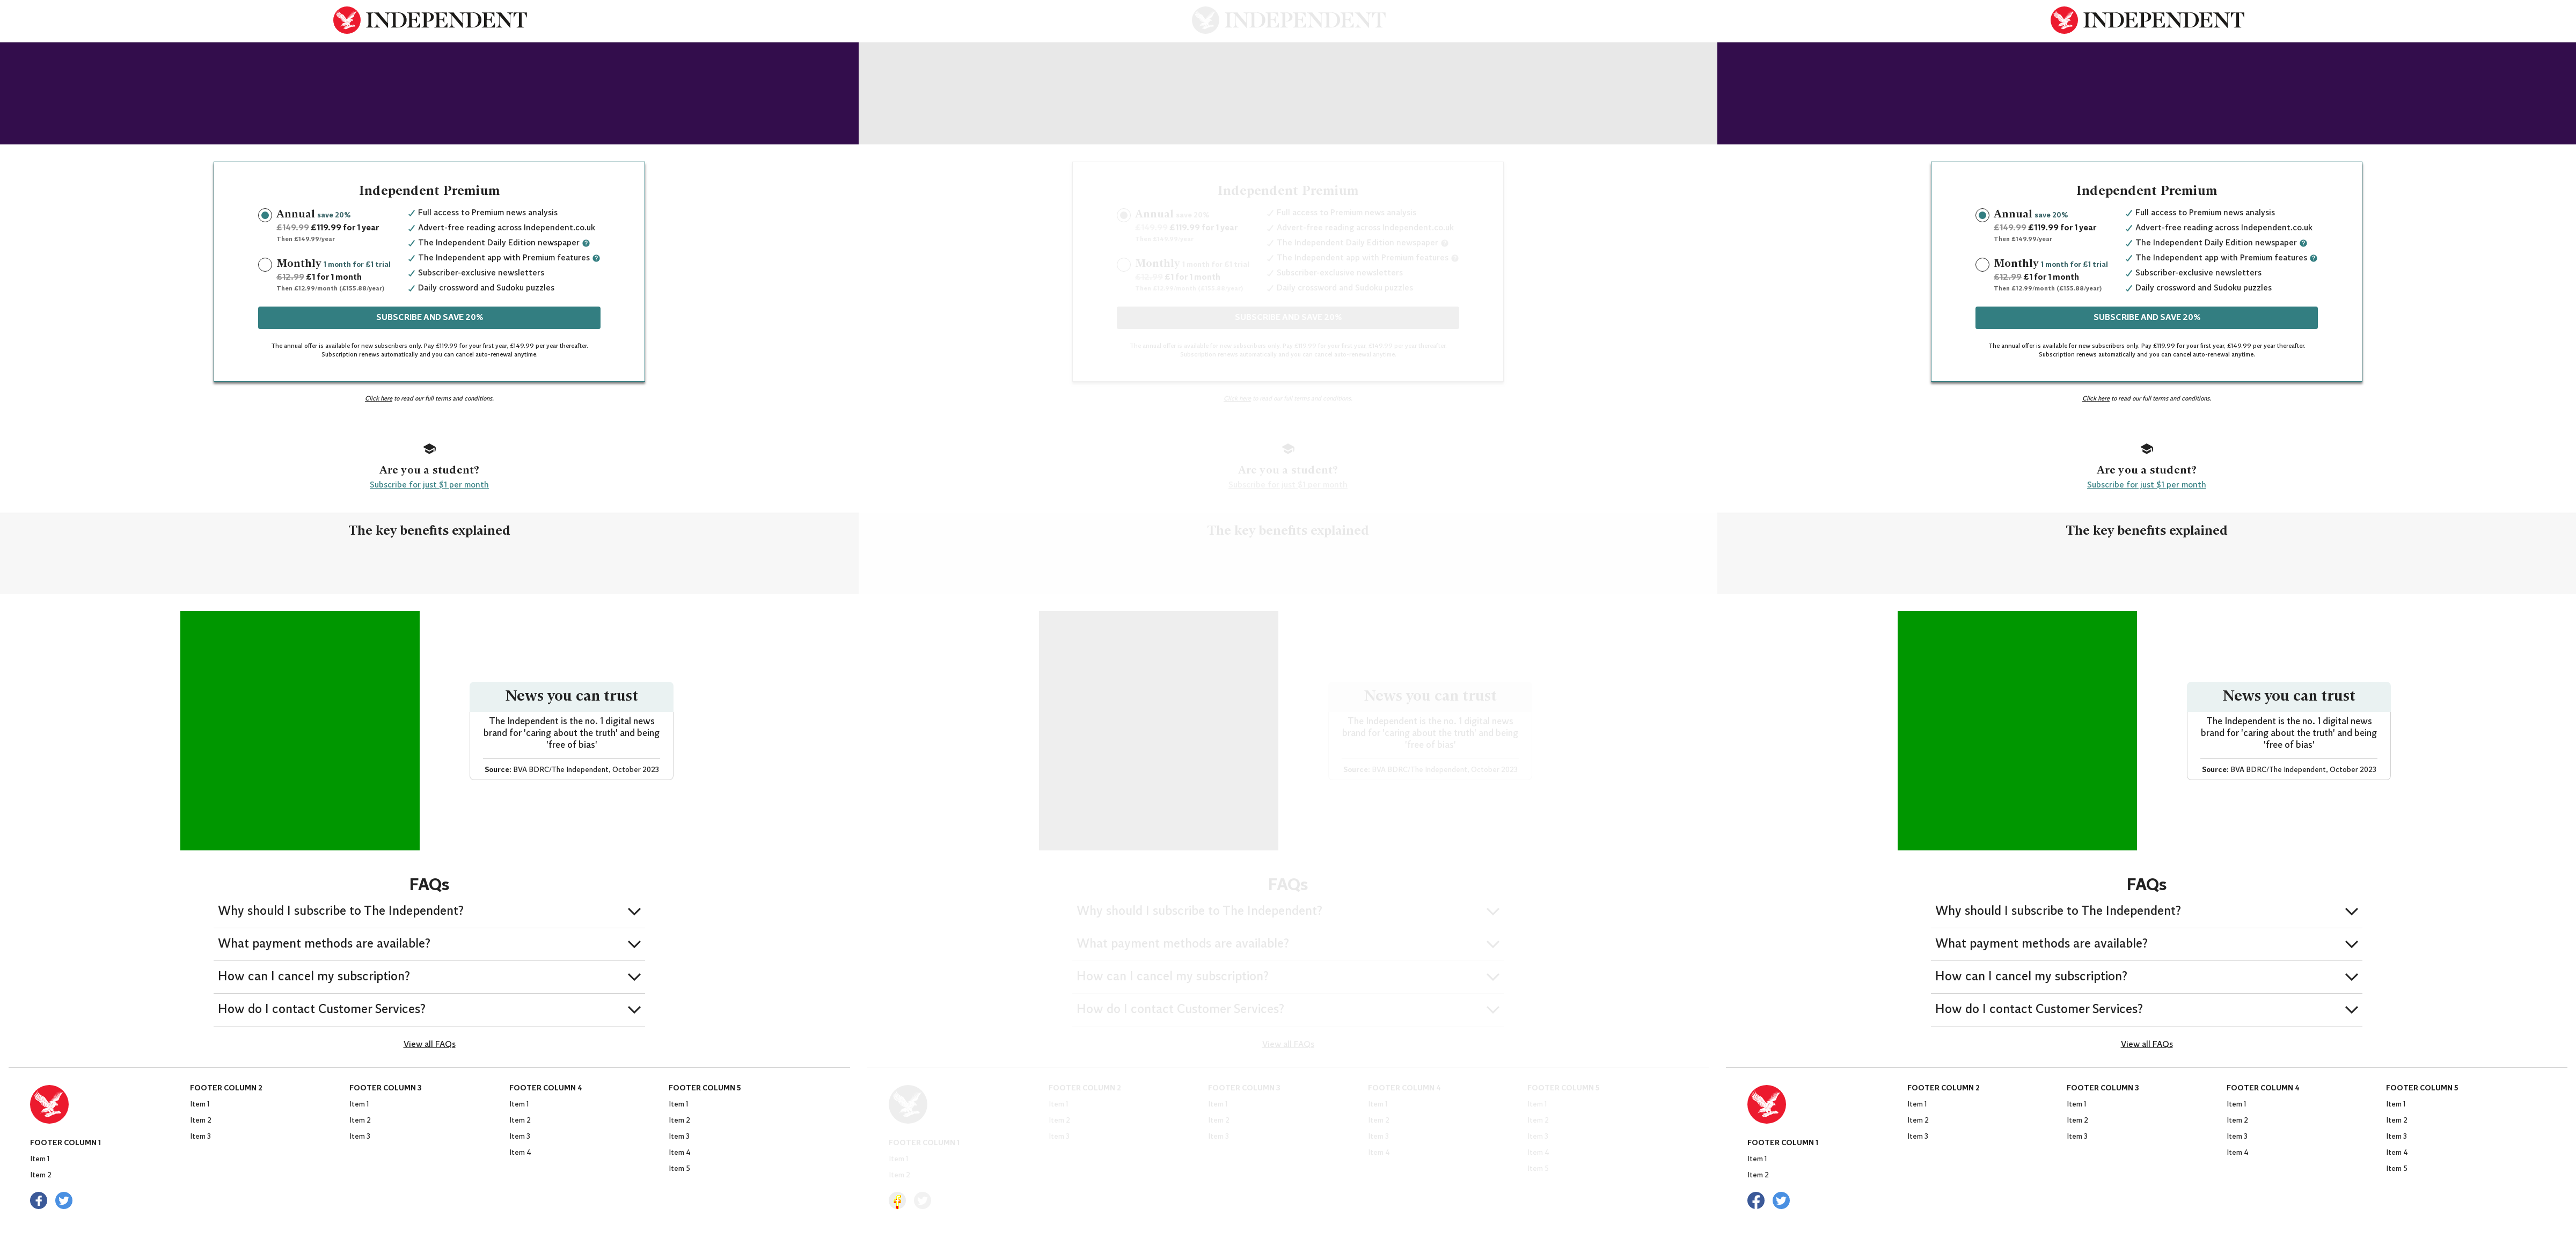 INDEPENDENT
Independent Premium
Annual save 20%
£149.99 £119.99 for 1 year
Then £149.99/year
Monthly 1 month for £1 trial
£12.99 £1 for 1 month
Then £12.99/month (£155.88/year)
Full access to Premium news analysis
Advert-free reading across Independent.co.uk
The Independent Daily Edition newspaper
The Independent app with Premium features
Subscriber-exclusive newsletters
Daily crossword and Sudoku puzzles
SUBSCRIBE AND SAVE 20%
The annual offer is available for new subscribers only. Pay £119.99 for your first year, £149.99 per year thereafter.
Subscription renews automatically and you can cancel auto-renewal anytime.
Click here to read our full terms and conditions.
Are you a student?
Subscribe for just $1 per month
The key benefits explained
News you can trust
The Independent is the no. 1 digital news
brand for 'caring about the truth' and being
'free of bias'
Source: BVA BDRC/The Independent, October 2023
FAQs
Why should I subscribe to The Independent?
What payment methods are available?
How can I cancel my subscription?
How do I contact Customer Services?
View all FAQs
FOOTER COLUMN 1
Item 1
Item 2
FOOTER COLUMN 2
Item 1
Item 2
Item 3
FOOTER COLUMN 3
Item 1
Item 2
Item 3
FOOTER COLUMN 4
Item 1
Item 2
Item 3
Item 4
FOOTER COLUMN 5
Item 1
Item 2
Item 3
Item 4
Item 5
INDEPENDENT
Independent Premium
Annual save 20%
£149.99 £119.99 for 1 year
Then £149.99/year
Monthly 1 month for £1 trial
£12.99 £1 for 1 month
Then £12.99/month (£155.88/year)
Full access to Premium news analysis
Advert-free reading across Independent.co.uk
The Independent Daily Edition newspaper
The Independent app with Premium features
Subscriber-exclusive newsletters
Daily crossword and Sudoku puzzles
SUBSCRIBE AND SAVE 20%
The annual offer is available for new subscribers only. Pay £119.99 for your first year, £149.99 per year thereafter.
Subscription renews automatically and you can cancel auto-renewal anytime.
Click here to read our full terms and conditions.
Are you a student?
Subscribe for just $1 per month
The key benefits explained
News you can trust
The Independent is the no. 1 digital news
brand for 'caring about the truth' and being
'free of bias'
Source: BVA BDRC/The Independent, October 2023
FAQs
Why should I subscribe to The Independent?
What payment methods are available?
How can I cancel my subscription?
How do I contact Customer Services?
View all FAQs
FOOTER COLUMN 1
Item 1
Item 2
FOOTER COLUMN 2
Item 1
Item 2
Item 3
FOOTER COLUMN 3
Item 1
Item 2
Item 3
FOOTER COLUMN 4
Item 1
Item 2
Item 3
Item 4
FOOTER COLUMN 5
Item 1
Item 2
Item 3
Item 4
Item 5
INDEPENDENT
Independent Premium
Annual save 20%
£149.99 £119.99 for 1 year
Then £149.99/year
Monthly 1 month for £1 trial
£12.99 £1 for 1 month
Then £12.99/month (£155.88/year)
Full access to Premium news analysis
Advert-free reading across Independent.co.uk
The Independent Daily Edition newspaper
The Independent app with Premium features
Subscriber-exclusive newsletters
Daily crossword and Sudoku puzzles
SUBSCRIBE AND SAVE 20%
The annual offer is available for new subscribers only. Pay £119.99 for your first year, £149.99 per year thereafter.
Subscription renews automatically and you can cancel auto-renewal anytime.
Click here to read our full terms and conditions.
Are you a student?
Subscribe for just $1 per month
The key benefits explained
News you can trust
The Independent is the no. 1 digital news
brand for 'caring about the truth' and being
'free of bias'
Source: BVA BDRC/The Independent, October 2023
FAQs
Why should I subscribe to The Independent?
What payment methods are available?
How can I cancel my subscription?
How do I contact Customer Services?
View all FAQs
FOOTER COLUMN 1
Item 1
Item 2
FOOTER COLUMN 2
Item 1
Item 2
Item 3
FOOTER COLUMN 3
Item 1
Item 2
Item 3
FOOTER COLUMN 4
Item 1
Item 2
Item 3
Item 4
FOOTER COLUMN 5
Item 1
Item 2
Item 3
Item 4
Item 5